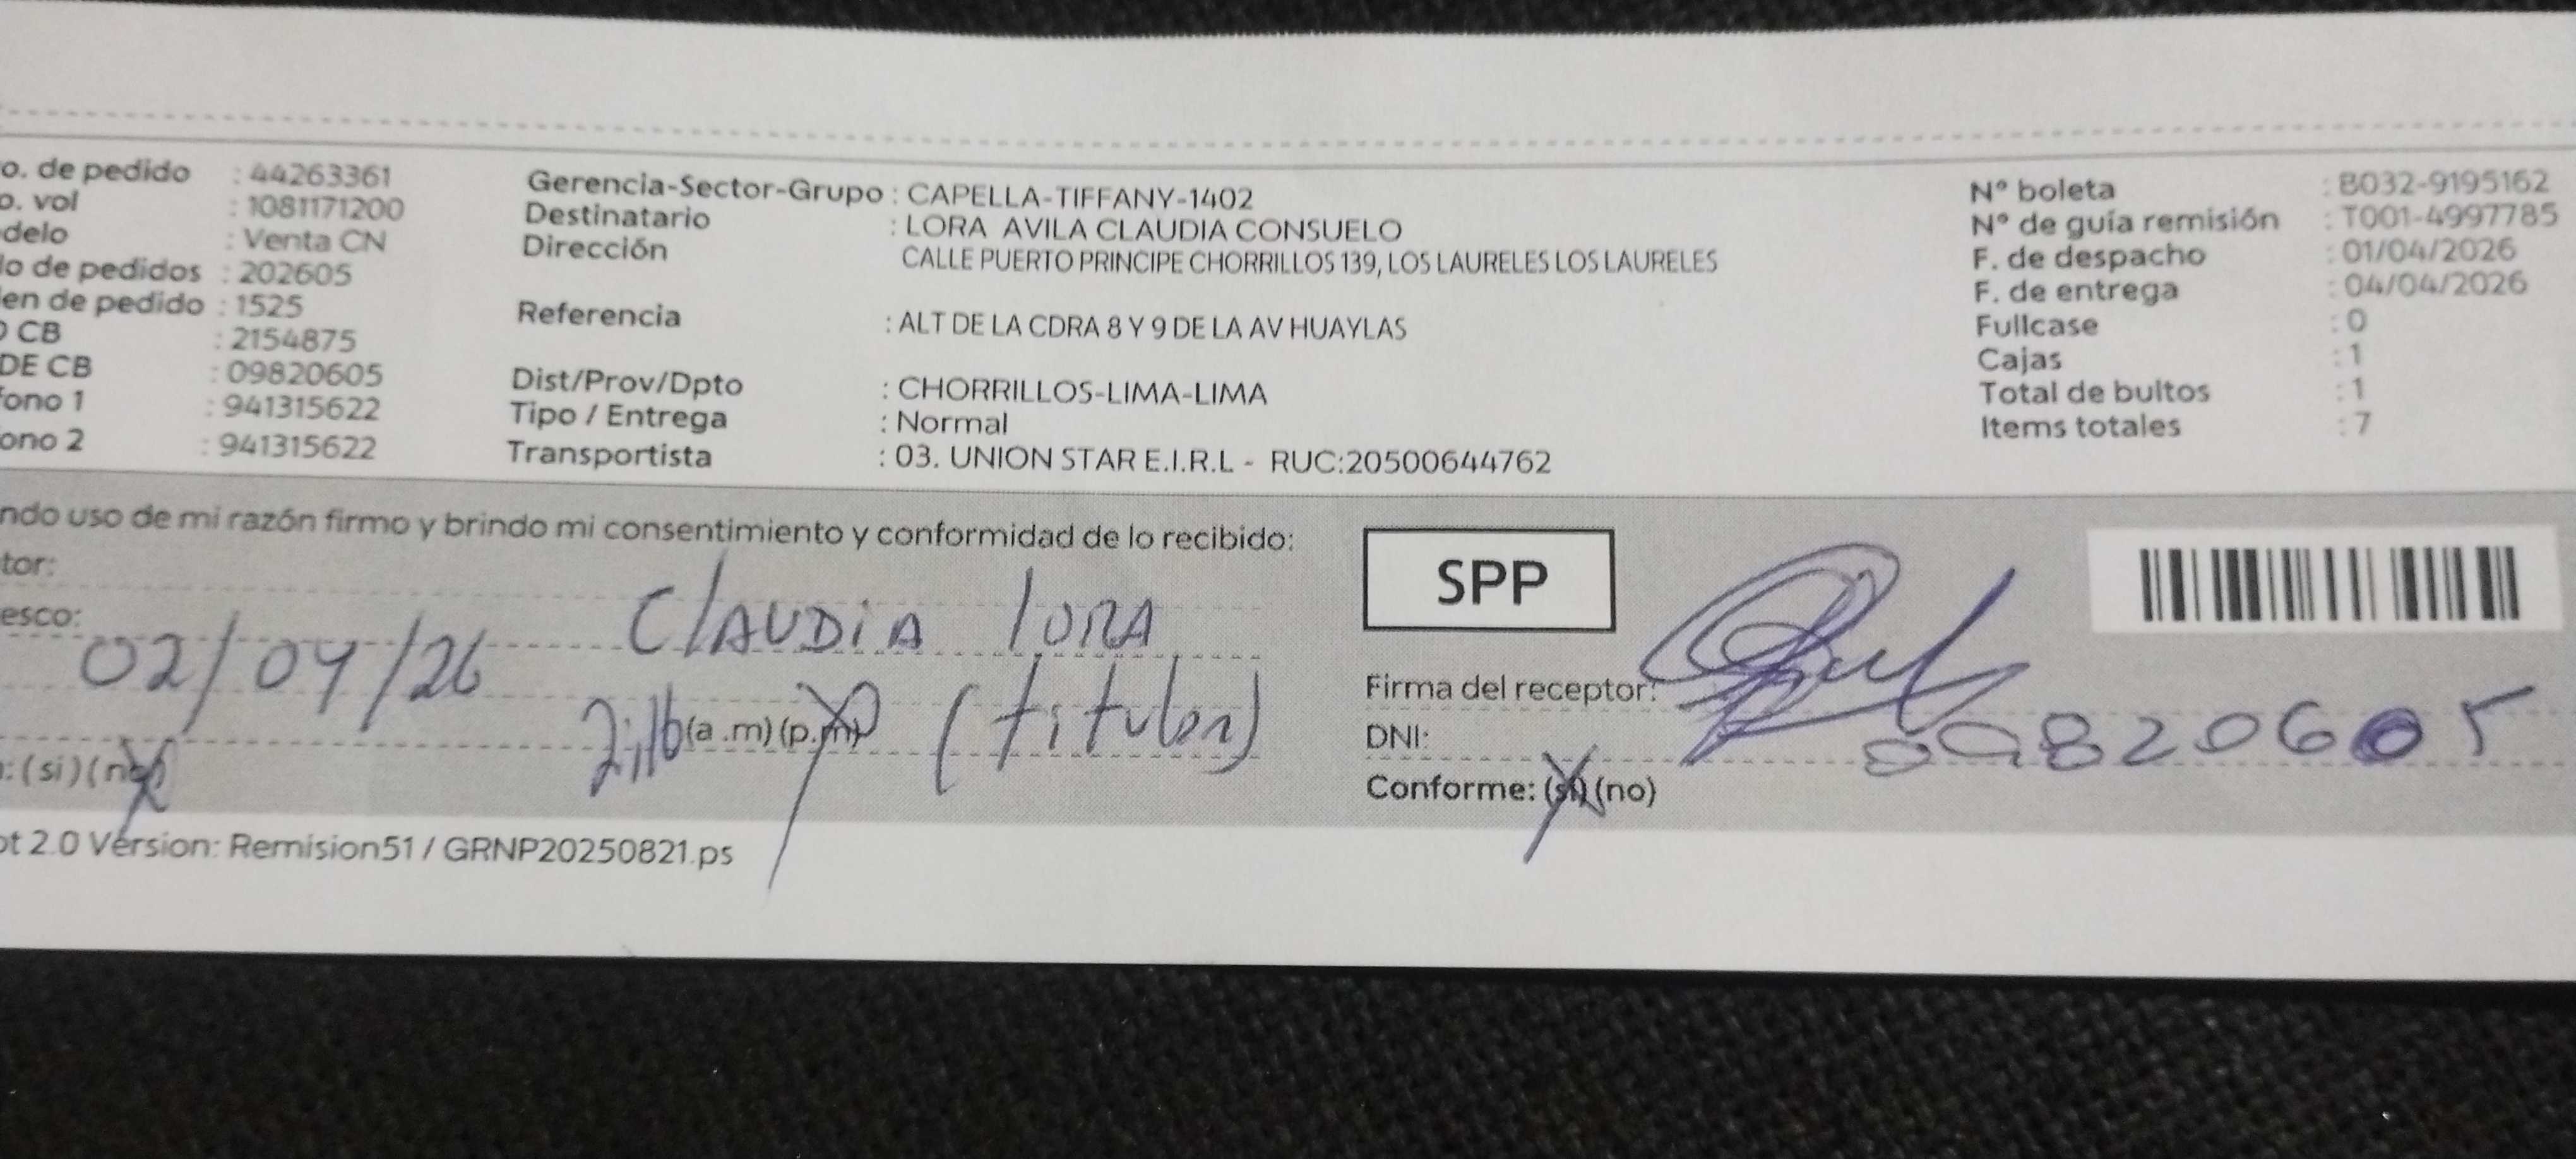 o. de pedido : 44263361
o. vol : 1081171200
delo : Venta CN
lo de pedidos : 202605
en de pedido : 1525
O CB : 2154875
DE CB : 09820605
fono 1 : 941315622
ono 2 : 941315622
Gerencia-Sector-Grupo : CAPELLA-TIFFANY-1402
Destinatario : LORA AVILA CLAUDIA CONSUELO
Dirección CALLE PUERTO PRINCIPE CHORRILLOS 139, LOS LAURELES LOS LAURELES
Referencia : ALT DE LA CDRA 8 Y 9 DE LA AV HUAYLAS
Dist/Prov/Dpto : CHORRILLOS-LIMA-LIMA
Tipo / Entrega : Normal
Transportista : 03. UNION STAR E.I.R.L - RUC:20500644762
N° boleta : B032-9195162
N° de guía remisión : T001-4997785
F. de despacho : 01/04/2026
F. de entrega : 04/04/2026
Fullcase : 0
Cajas : 1
Total de bultos : 1
Items totales : 7
ndo uso de mi razón firmo y brindo mi consentimiento y conformidad de lo recibido:
tor:
esco:
CLAUDIA LORA
02/04/26
(a.m) (p.m) (titular)
: (si) (no)
SPP
Firma del receptor:
DNI: 09820605
Conforme: (si) (no)
ot 2.0 Versión: Remision51 / GRNP20250821.ps